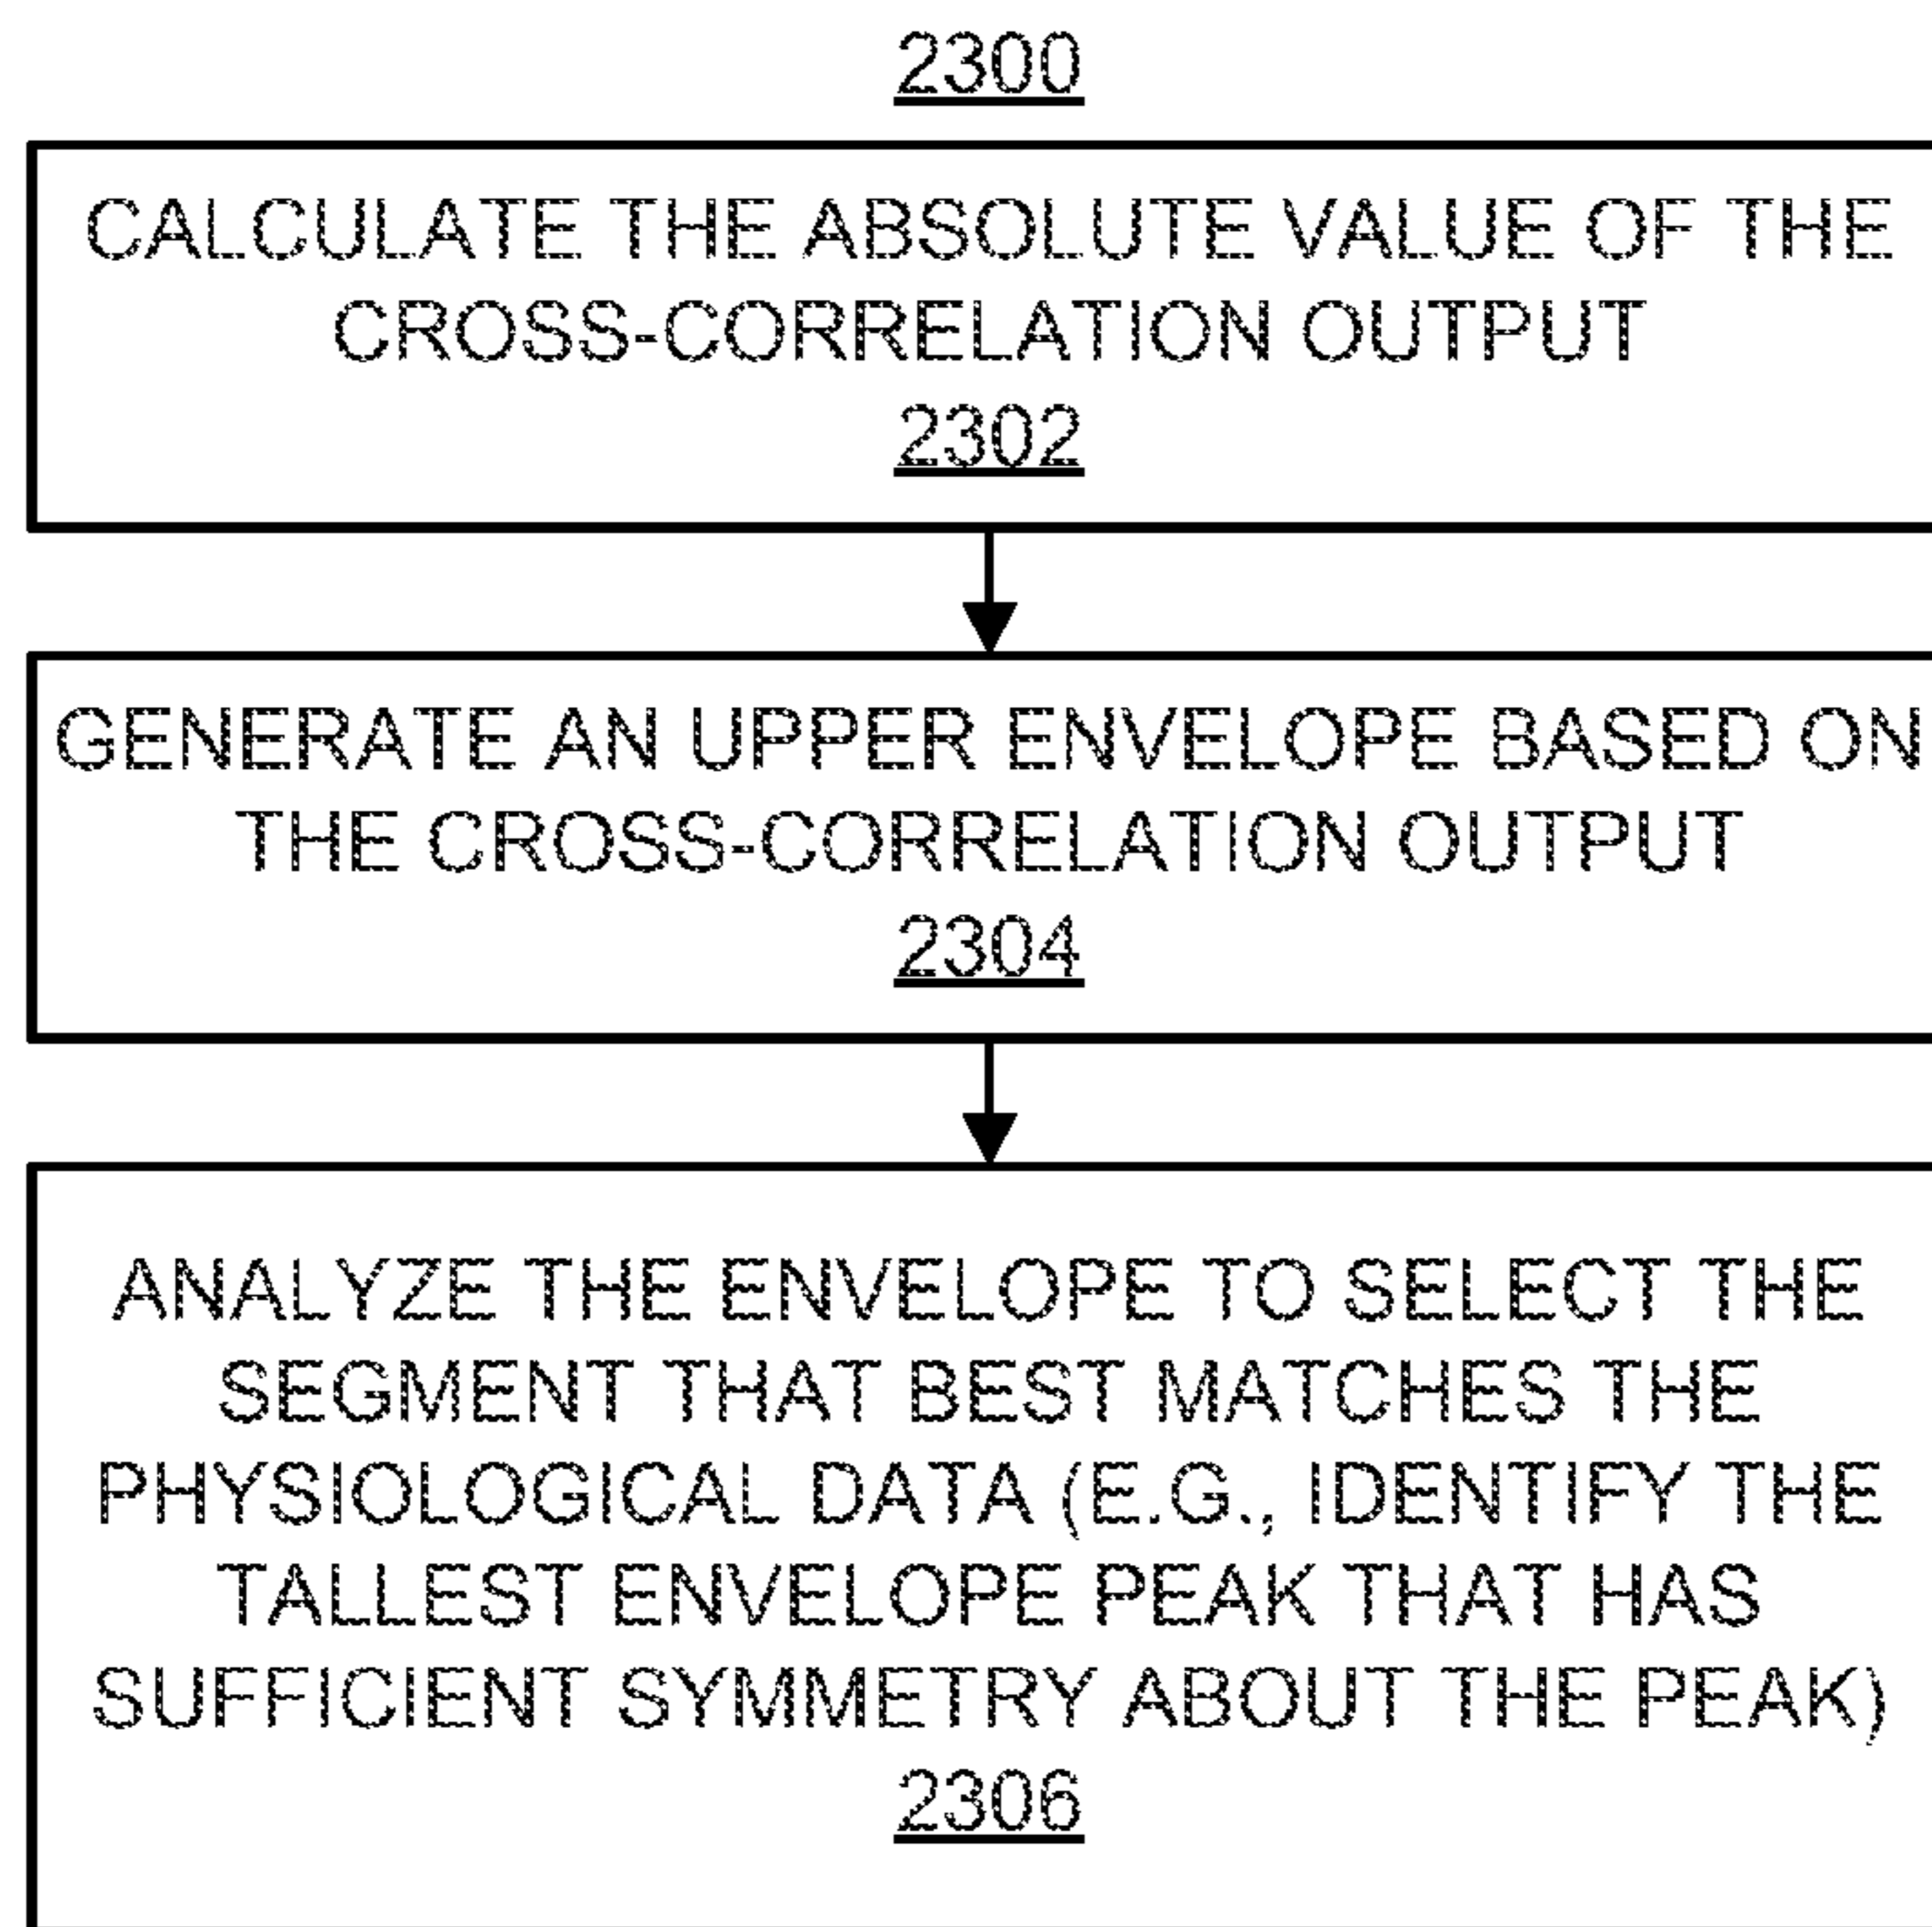 2300
CALCULATE THE ABSOLUTE VALUE OF THE
CROSS-CORRELATION OUTPUT
2302
GENERATE AN UPPER ENVELOPE BASED ON
THE CROSS-CORRELATION OUTPUT
2304
ANALYZE THE ENVELOPE TO SELECT THE
SEGMENT THAT BEST MATCHES THE
PHYSIOLOGICAL DATA (E.G., IDENTIFY THE
TALLEST ENVELOPE PEAK THAT HAS
SUFFICIENT SYMMETRY ABOUT THE PEAK)
2306